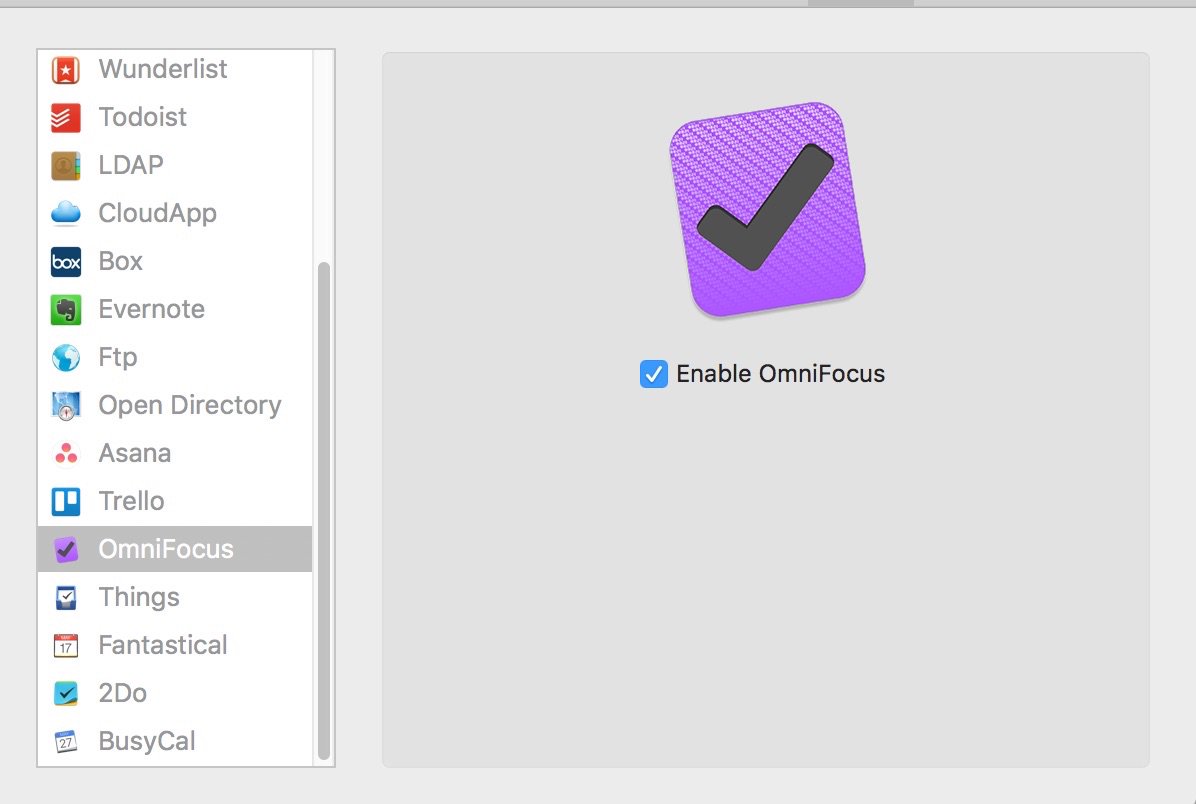 Wunderlist
Todoist
LDAP
CloudApp
box
Box
Evernote
Ftp
Open Directory
Asana
Trello
OmniFocus
Things
17
Fantastical
2Do
27
BusyCal
Enable OmniFocus